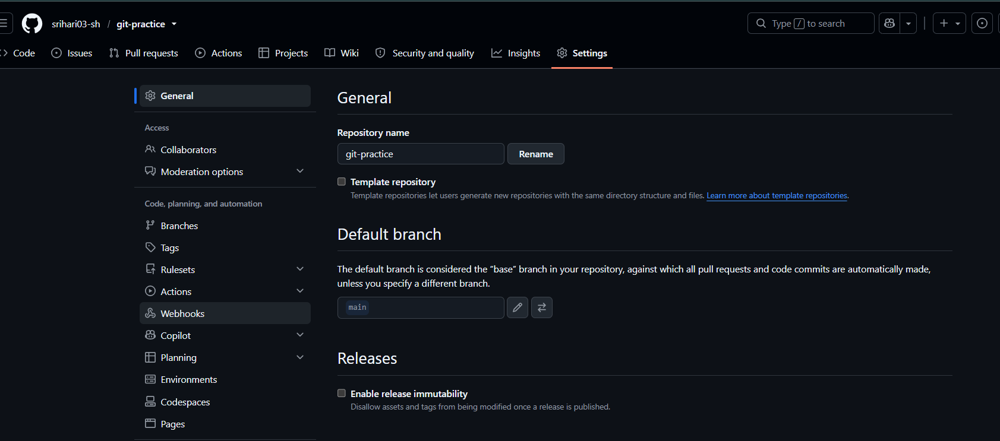 srihari03-sh / git-practice
Type / to search
Code Issues Pull requests Actions Projects Wiki Security and quality Insights Settings
General
Access
Collaborators
Moderation options
Code, planning, and automation
Branches
Tags
Rulesets
Actions
Webhooks
Copilot
Planning
Environments
Codespaces
Pages
General
Repository name
git-practice Rename
Template repository
Template repositories let users generate new repositories with the same directory structure and files. Learn more about template repositories.
Default branch
The default branch is considered the “base” branch in your repository, against which all pull requests and code commits are automatically made,
unless you specify a different branch.
main
Releases
Enable release immutability
Disallow assets and tags from being modified once a release is published.